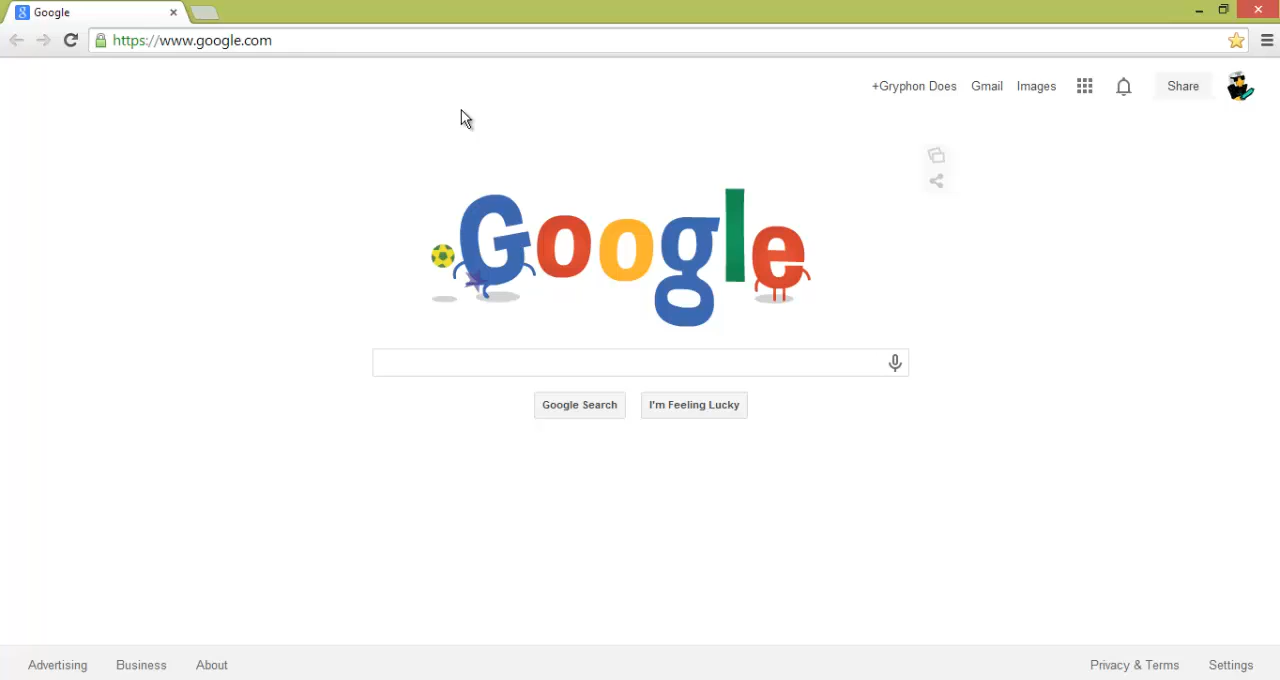 Google
https://www.google.com
+Gryphon Does Gmail Images Share
Google
Google Search I'm Feeling Lucky
Advertising Business About Privacy & Terms Settings